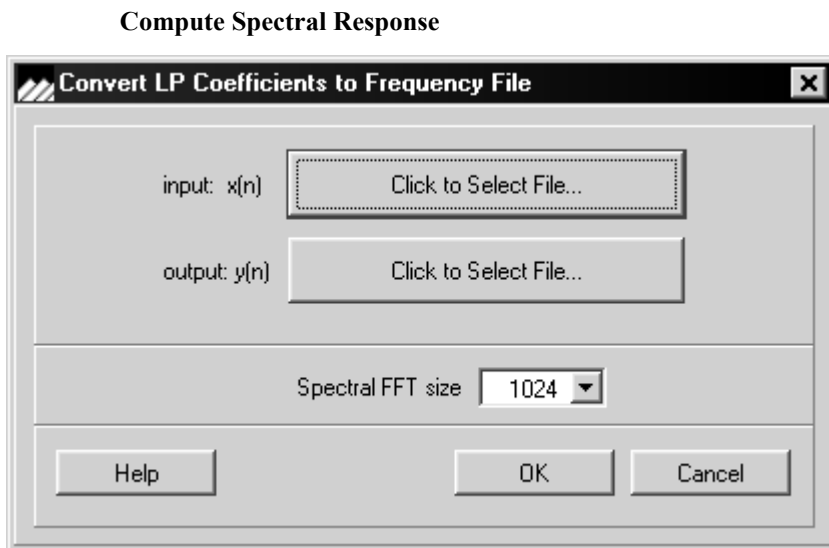 Compute Spectral Response
Convert LP Coefficients to Frequency File
input: x(n) Click to Select File...
output: y(n) Click to Select File...
Spectral FFT size 1024
Help OK Cancel